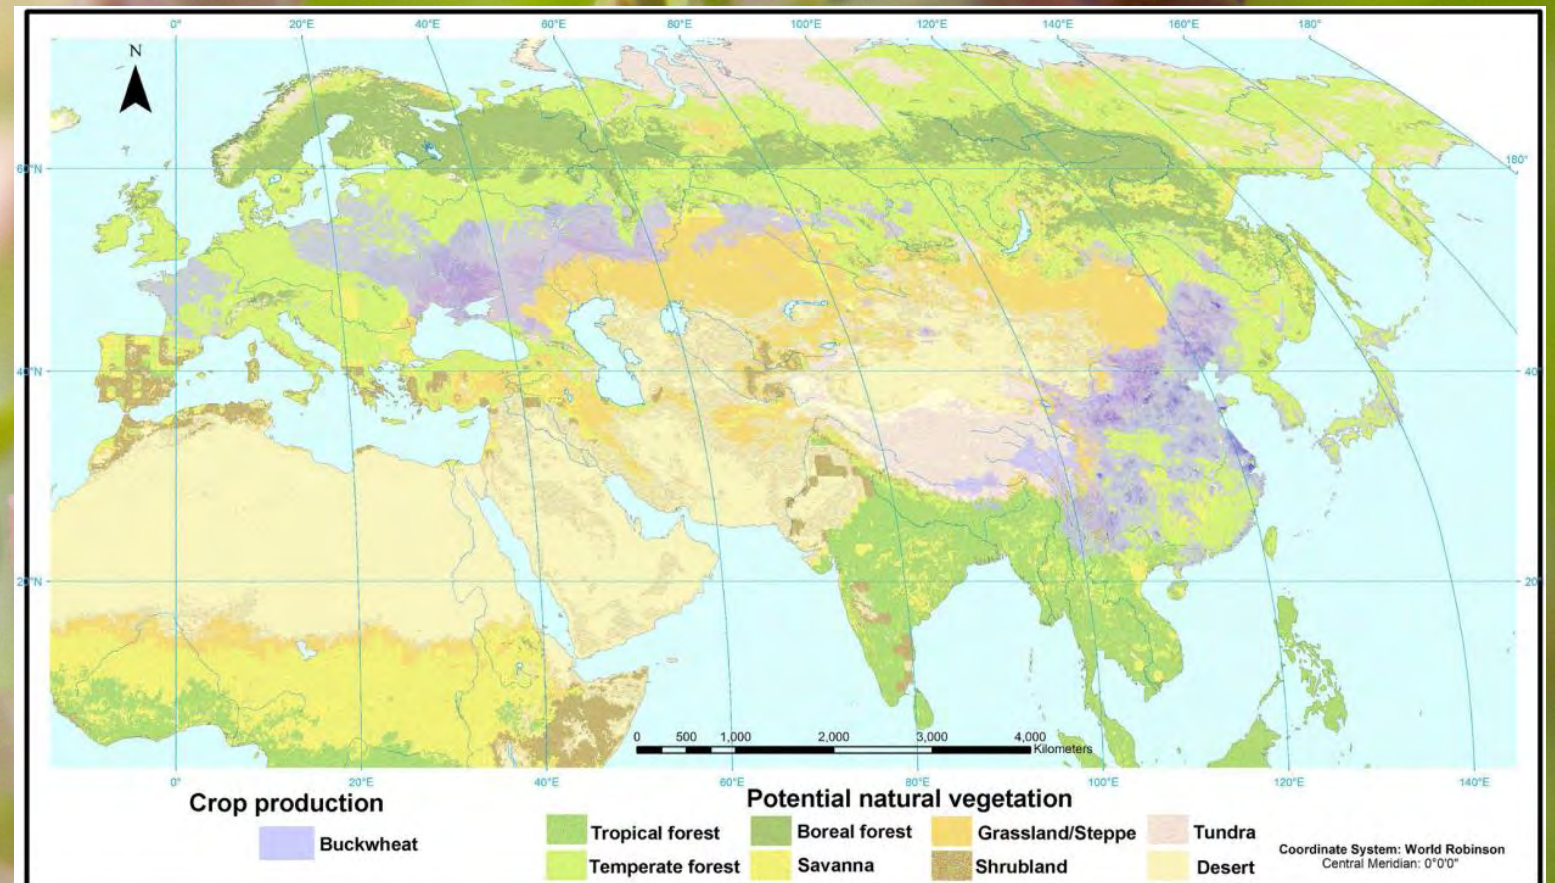 0° 20°E 40°E 60°E 80°E 100°E 120°E 140°E 160°E 180°
N
180°
60°N
40°N 40°
20°N 20°
0 500 1,000 2,000 3,000 4,000
Kilometers
0° 20°E 40°E 60°E 80°E 100°E 120°E 140°E
Crop production
Buckwheat
Potential natural vegetation
Tropical forest Boreal forest Grassland/Steppe Tundra
Temperate forest Savanna Shrubland Desert
Coordinate System: World Robinson
Central Meridian: 0°0'0"